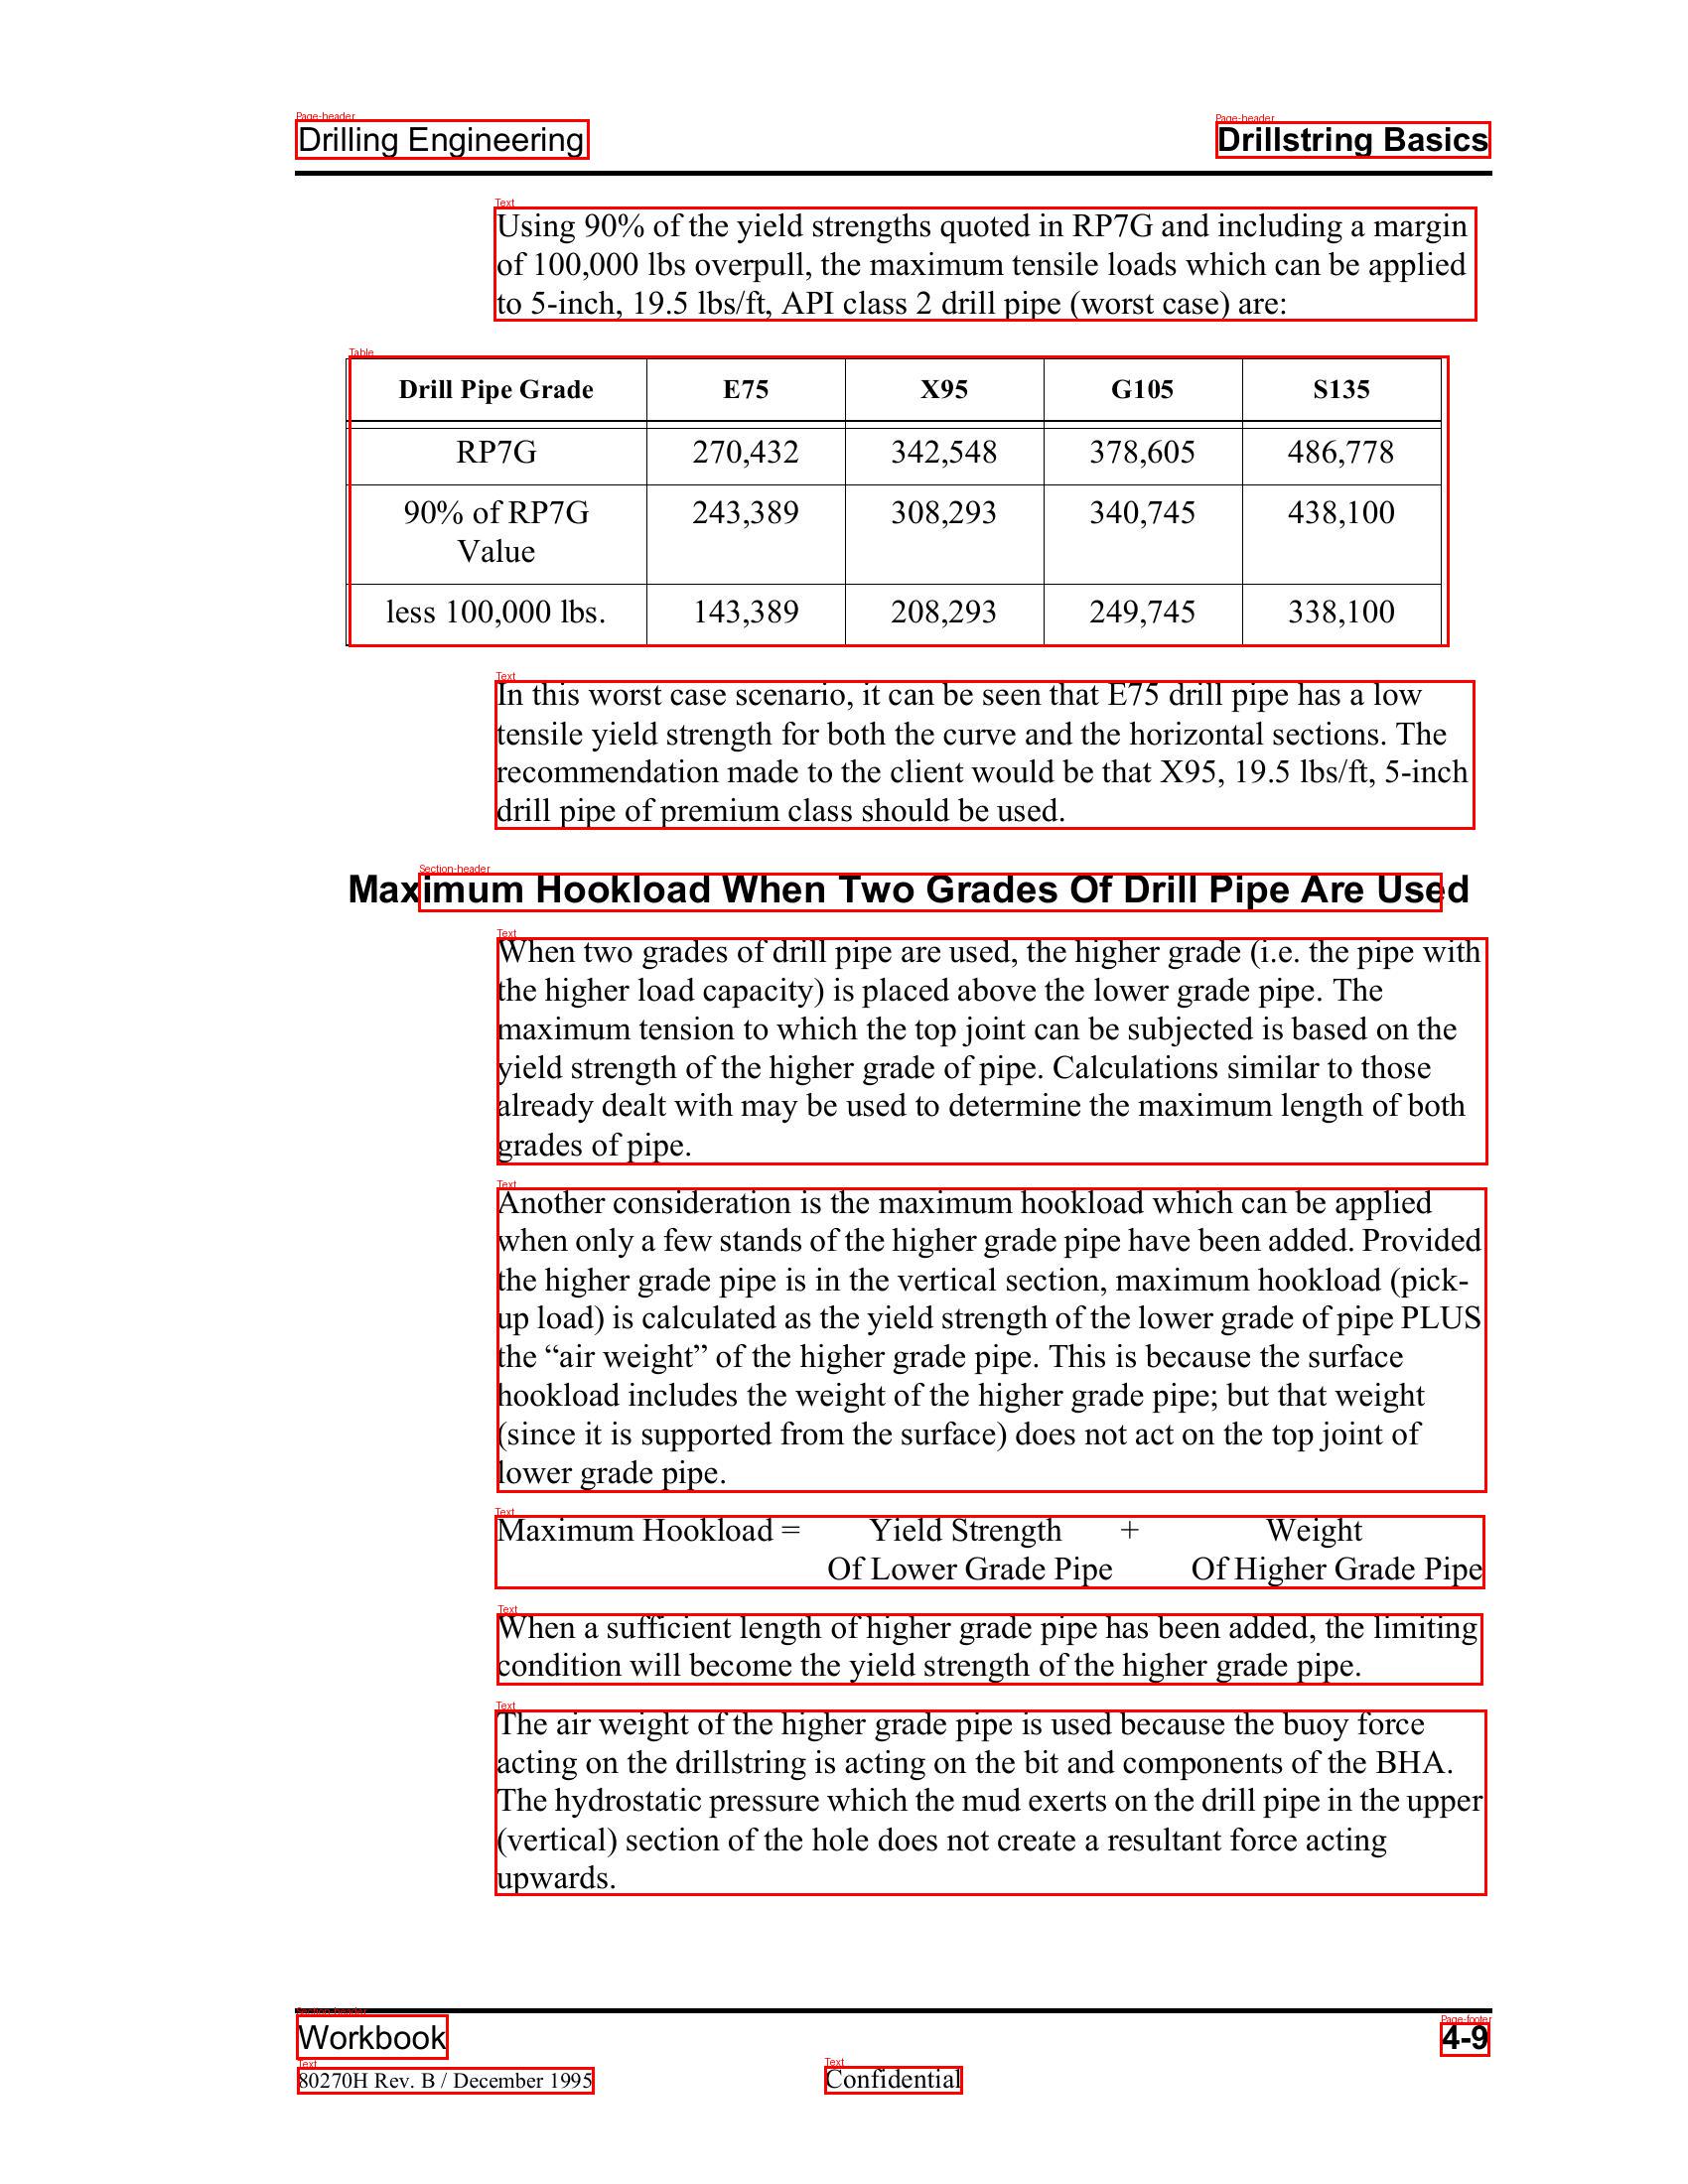 Page-header
Drilling Engineering
Page-header
Drillstring Basics
Text
Using 90% of the yield strengths quoted in RP7G and including a margin
of 100,000 lbs overpull, the maximum tensile loads which can be applied
to 5-inch, 19.5 lbs/ft, API class 2 drill pipe (worst case) are:
Table
Drill Pipe Grade E75 X95 G105 S135
RP7G 270,432 342,548 378,605 486,778
90% of RP7G 243,389 308,293 340,745 438,100
Value
less 100,000 lbs. 143,389 208,293 249,745 338,100
Text
In this worst case scenario, it can be seen that E75 drill pipe has a low
tensile yield strength for both the curve and the horizontal sections. The
recommendation made to the client would be that X95, 19.5 lbs/ft, 5-inch
drill pipe of premium class should be used.
Section-header
Maximum Hookload When Two Grades Of Drill Pipe Are Used
Text
When two grades of drill pipe are used, the higher grade (i.e. the pipe with
the higher load capacity) is placed above the lower grade pipe. The
maximum tension to which the top joint can be subjected is based on the
yield strength of the higher grade of pipe. Calculations similar to those
already dealt with may be used to determine the maximum length of both
grades of pipe.
Text
Another consideration is the maximum hookload which can be applied
when only a few stands of the higher grade pipe have been added. Provided
the higher grade pipe is in the vertical section, maximum hookload (pick-
up load) is calculated as the yield strength of the lower grade of pipe PLUS
the “air weight” of the higher grade pipe. This is because the surface
hookload includes the weight of the higher grade pipe; but that weight
(since it is supported from the surface) does not act on the top joint of
lower grade pipe.
Text
Maximum Hookload = Yield Strength + Weight
Of Lower Grade Pipe Of Higher Grade Pipe
Text
When a sufficient length of higher grade pipe has been added, the limiting
condition will become the yield strength of the higher grade pipe.
Text
The air weight of the higher grade pipe is used because the buoy force
acting on the drillstring is acting on the bit and components of the BHA.
The hydrostatic pressure which the mud exerts on the drill pipe in the upper
(vertical) section of the hole does not create a resultant force acting
upwards.
Section-header
Workbook
Page-footer
4-9
Text
80270H Rev. B / December 1995
Text
Confidential